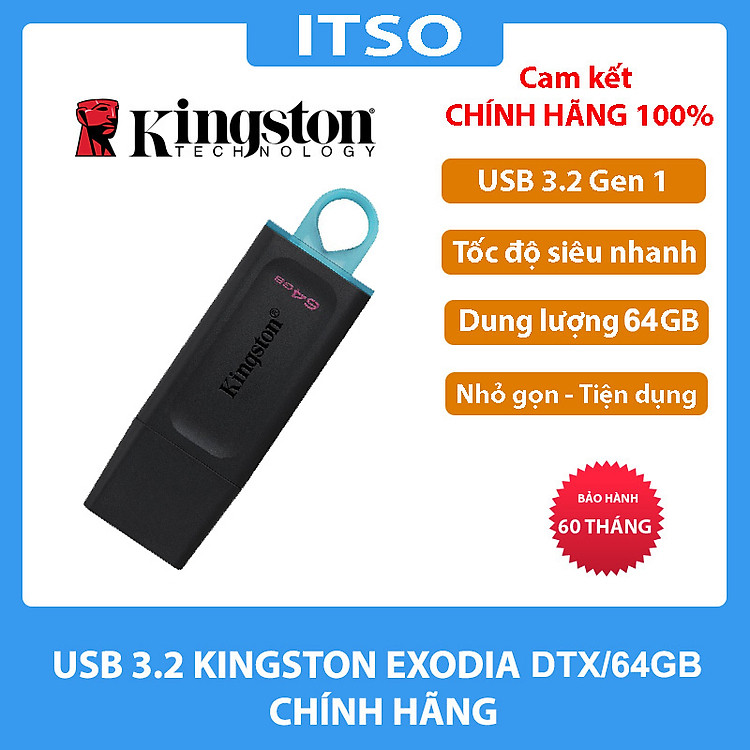 ITSO
Kingston®
TECHNOLOGY
Cam kết
CHÍNH HÃNG 100%
USB 3.2 Gen 1
Tốc độ siêu nhanh
Dung lượng 64GB
Nhỏ gọn - Tiện dụng
64GB
Kingston®
BẢO HÀNH
60 THÁNG
USB 3.2 KINGSTON EXODIA DTX/64GB
CHÍNH HÃNG